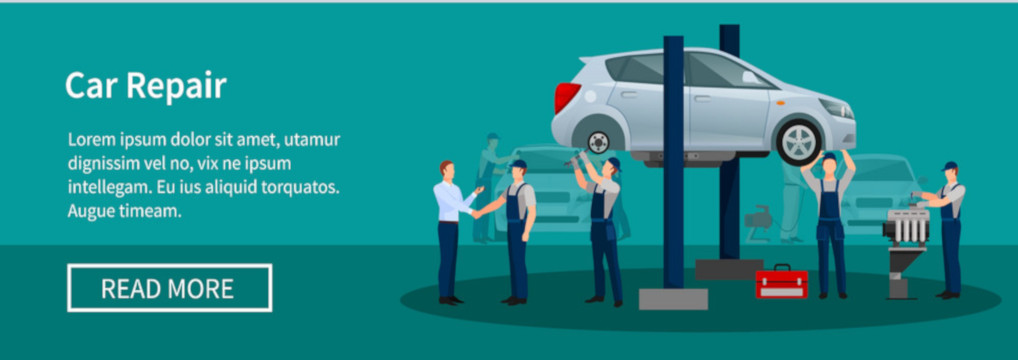 Car Repair
Lorem ipsum dolor sit amet, utamur
dignissim vel no, vix ne ipsum
intellegam. Eu ius aliquid torquatos.
Augue timeam.
READ MORE